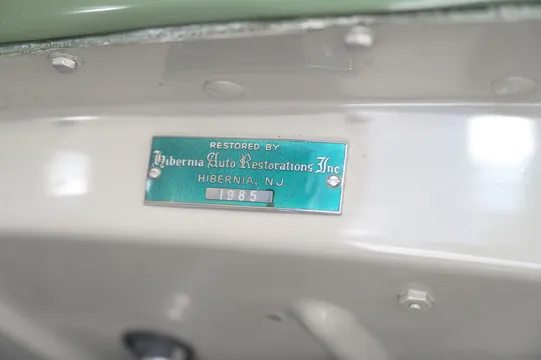 RESTORED BY
Hibernia Auto Restorations Inc
HIBERNIA, N.J.
1985